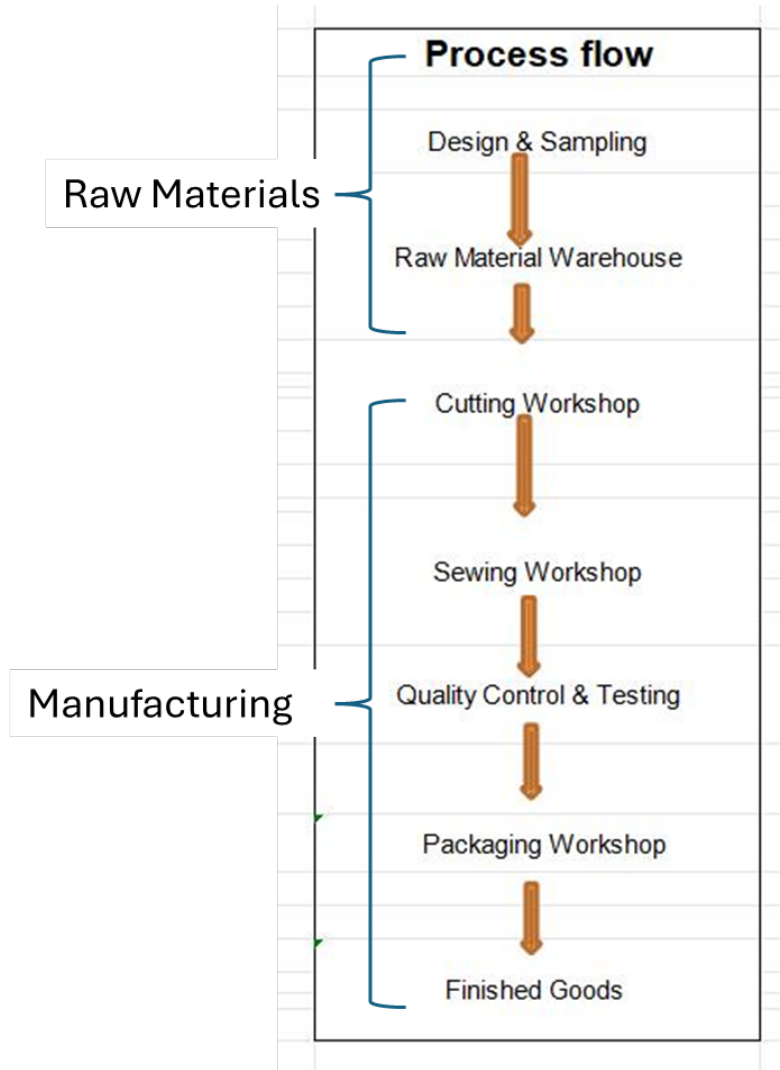 Process flow
Design & Sampling
Raw Materials
Raw Material Warehouse
Cutting Workshop
Sewing Workshop
Quality Control & Testing
Manufacturing
Packaging Workshop
Finished Goods